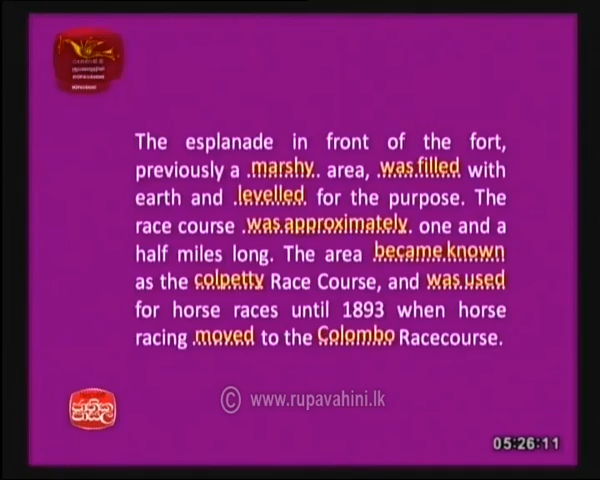 The esplanade in front of the fort,
previously a .marshy.. area, .was filled with
earth and .levelled. for the purpose. The
race course .was approximately. one and a
half miles long. The area became known
as the colpetty Race Course, and was used
for horse races until 1893 when horse
racing .moved to the Colombo Racecourse.
© www.rupavahini.lk
05:26:11